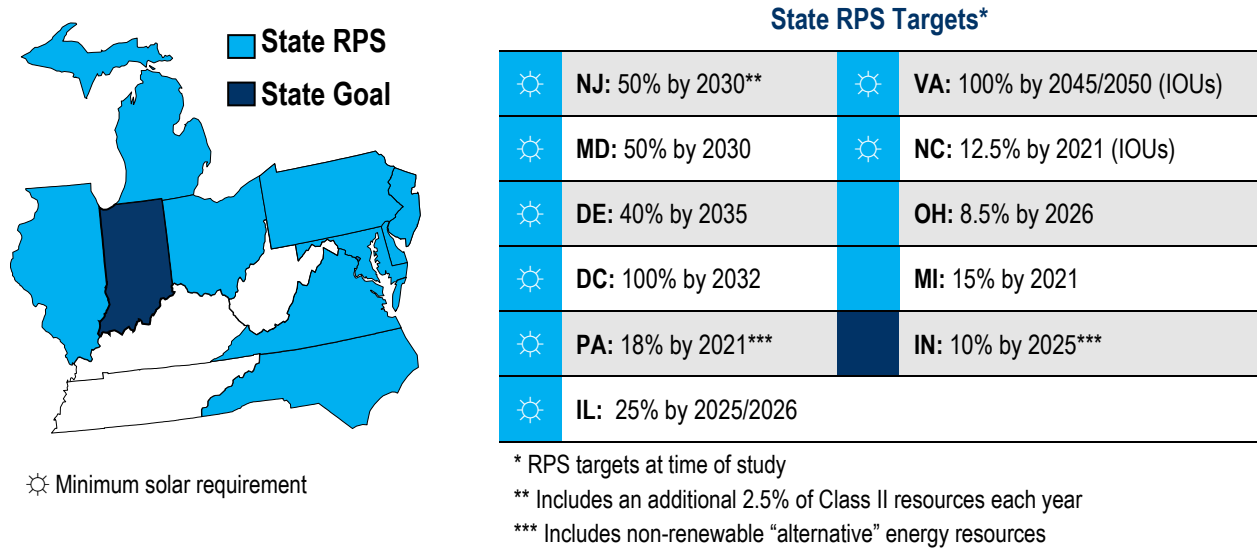 State RPS
State Goal
☼ Minimum solar requirement
State RPS Targets*
☼ NJ: 50% by 2030**
☼ VA: 100% by 2045/2050 (IOUs)
☼ MD: 50% by 2030
☼ NC: 12.5% by 2021 (IOUs)
☼ DE: 40% by 2035
OH: 8.5% by 2026
☼ DC: 100% by 2032
MI: 15% by 2021
☼ PA: 18% by 2021***
IN: 10% by 2025***
☼ IL: 25% by 2025/2026
* RPS targets at time of study
** Includes an additional 2.5% of Class II resources each year
*** Includes non-renewable “alternative” energy resources